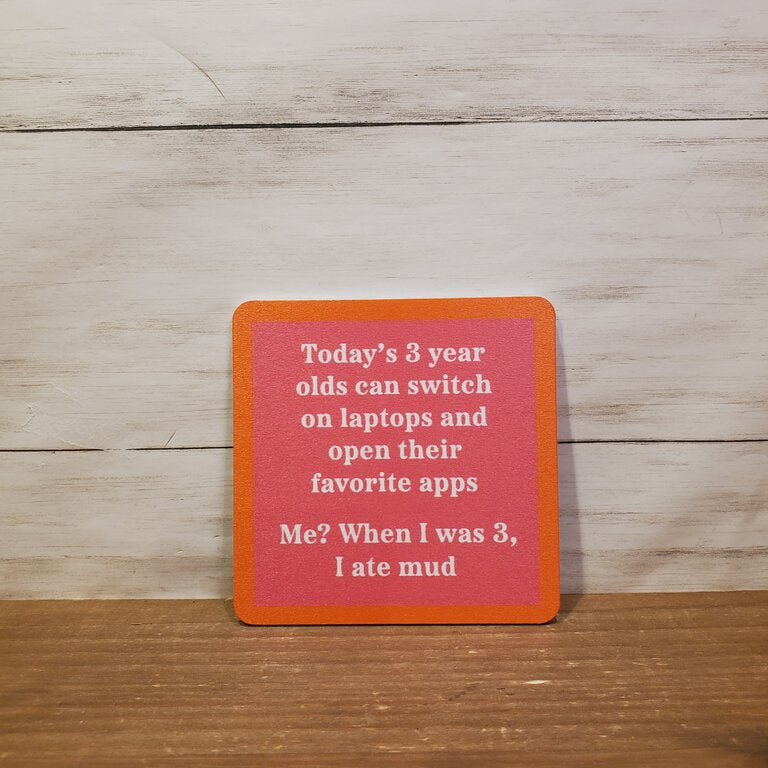 Today's 3 year
olds can switch
on laptops and
open their
favorite apps
Me? When I was 3,
I ate mud